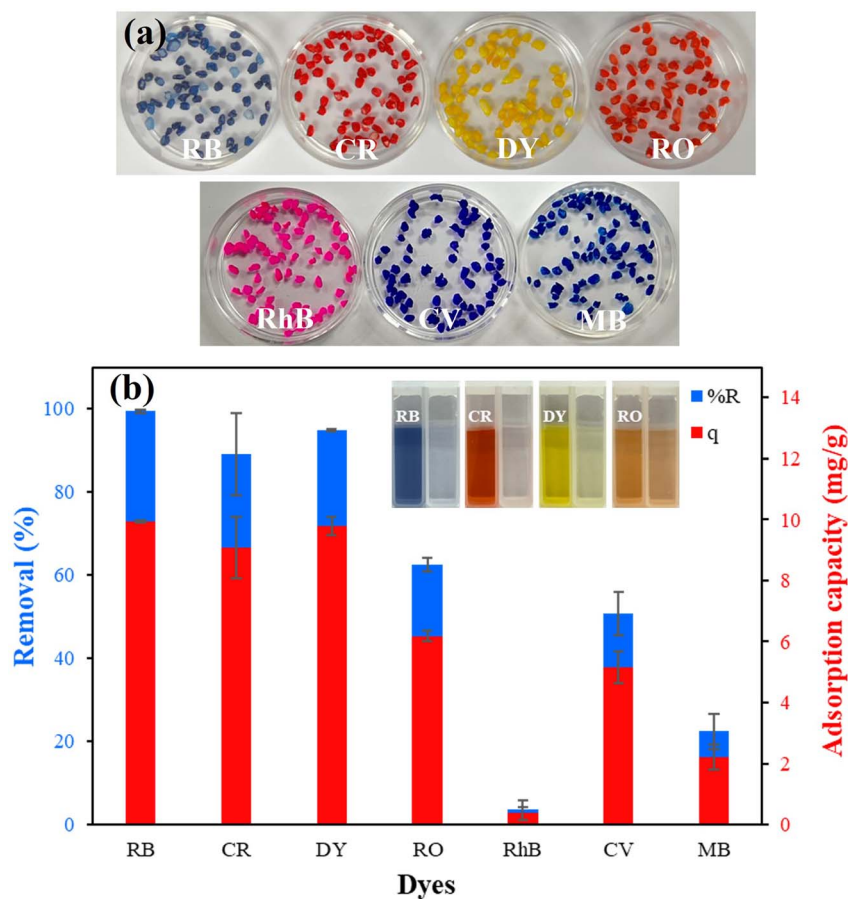 (a)
RB CR DY RO
RhB CV MB
(b)
Removal (%)
100
80
60
40
20
0
RB CR DY RO
%R
q
14
12
10
8
6
4
2
0
Adsorption capacity (mg/g)
RB CR DY RO RhB CV MB
Dyes